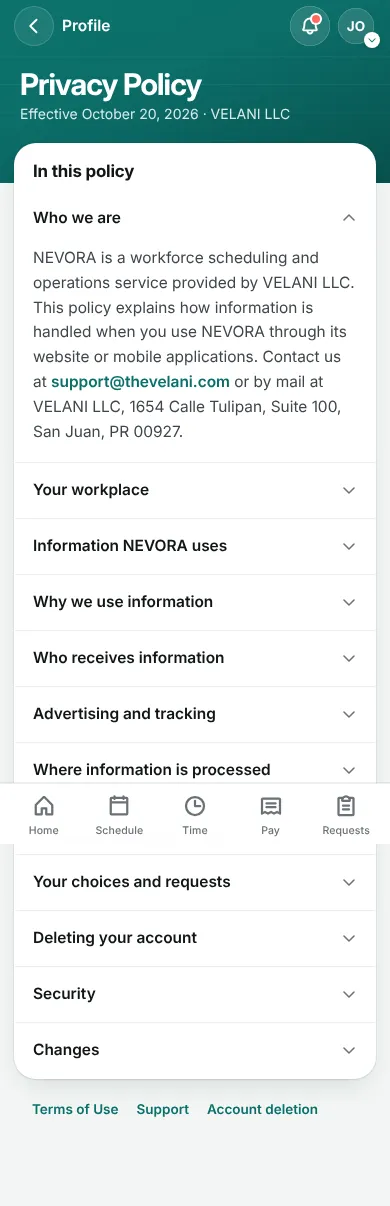 Profile
JO
Privacy Policy
Effective October 20, 2026 · VELANI LLC
In this policy
Who we are
NEVORA is a workforce scheduling and
operations service provided by VELANI LLC.
This policy explains how information is
handled when you use NEVORA through its
website or mobile applications. Contact us
at support@thevelani.com or by mail at
VELANI LLC, 1654 Calle Tulipan, Suite 100,
San Juan, PR 00927.
Your workplace
Information NEVORA uses
Why we use information
Who receives information
Advertising and tracking
Where information is processed
Home
Schedule
Time
Pay
Requests
Your choices and requests
Deleting your account
Security
Changes
Terms of Use
Support
Account deletion